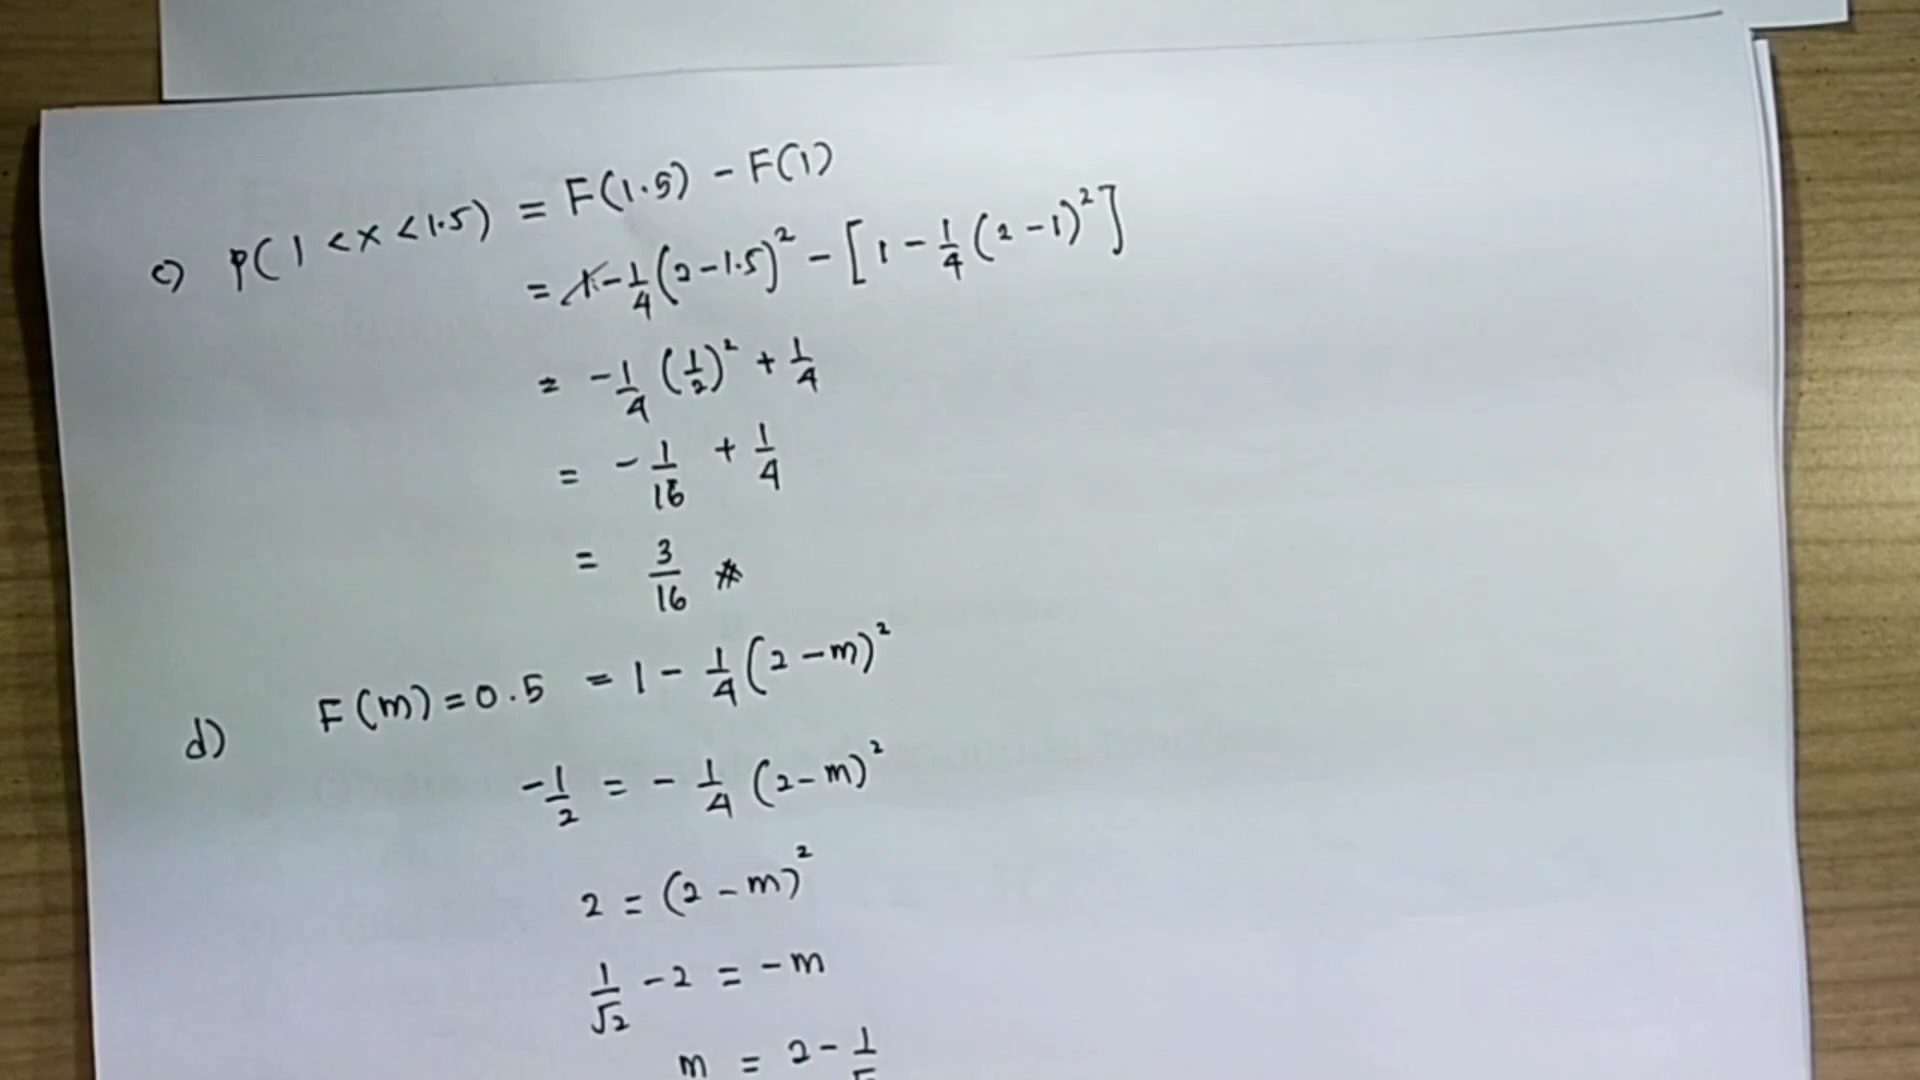 c) P(1 < x < 1.5) = F(1.5) - F(1)
= 1 - 1/4 (2 - 1.5)² - [1 - 1/4 (2 - 1)²]
= - 1/4 (1/2)² + 1/4
= - 1/16 + 1/4
= 3/16 #
d) F(m) = 0.5 = 1 - 1/4 (2 - m)²
- 1/2 = - 1/4 (2 - m)²
2 = (2 - m)²
1/√2 - 2 = - m
m = 2 - 1/